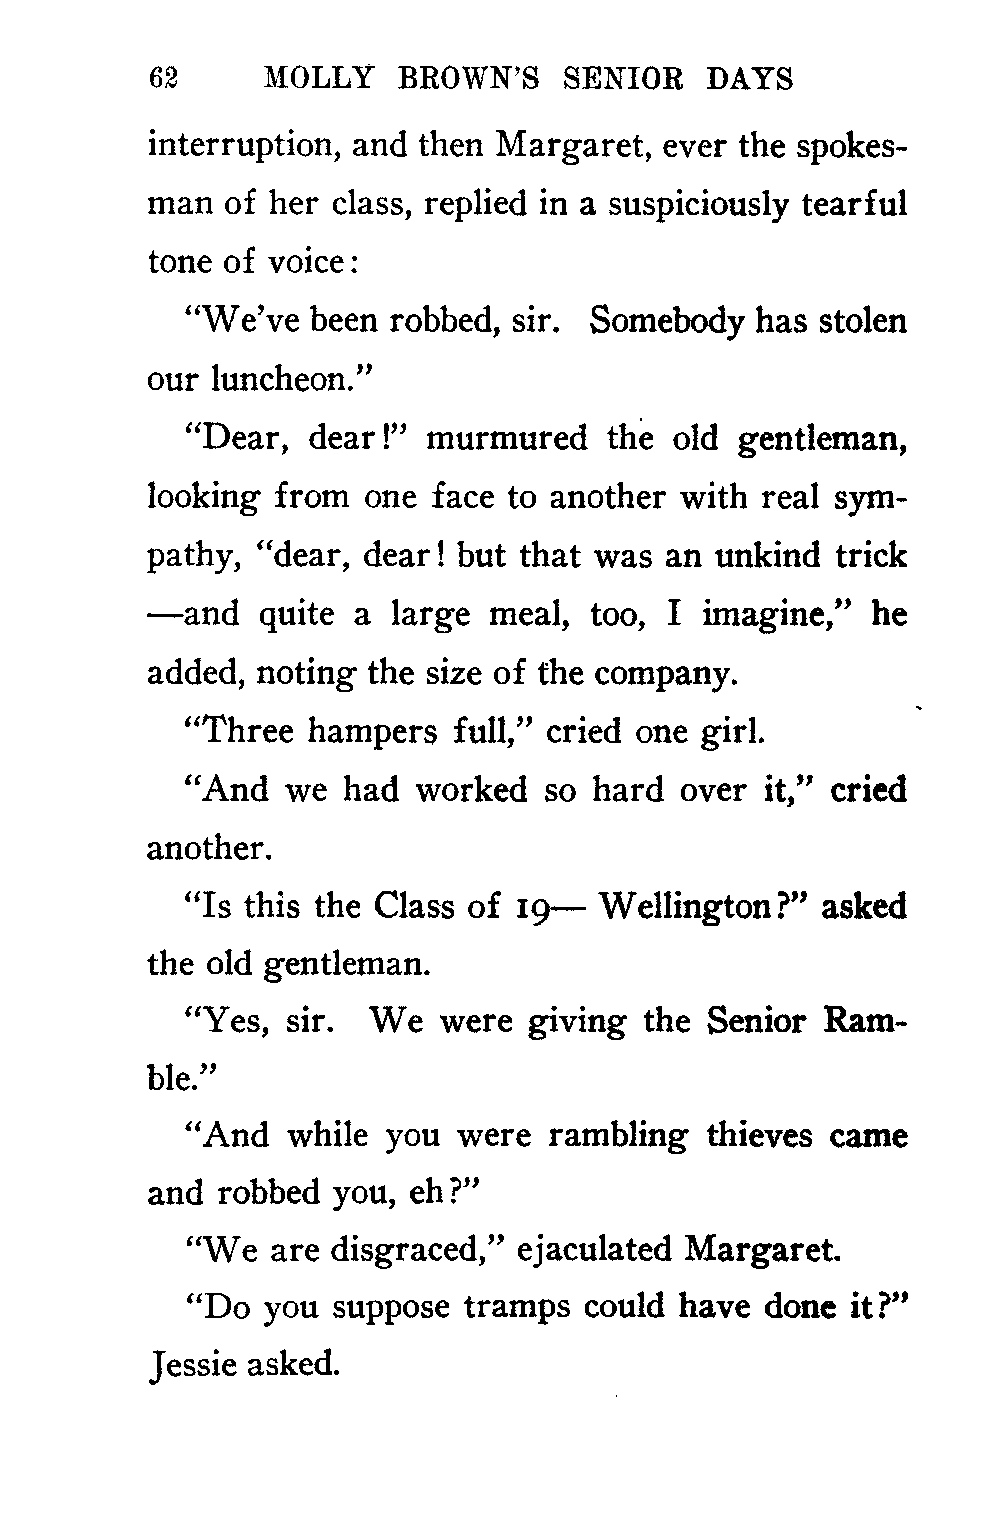 62 MOLLY BROWN'S SENIOR DAYS
interruption, and then Margaret, ever the spokes-
man of her class, replied in a suspiciously tearful
tone of voice:
“We’ve been robbed, sir. Somebody has stolen
our luncheon.”
“Dear, dear!” murmured the old gentleman,
looking from one face to another with real sym-
pathy, “dear, dear! but that was an unkind trick
—and quite a large meal, too, I imagine,” he
added, noting the size of the company.
“Three hampers full,” cried one girl.
“And we had worked so hard over it,” cried
another.
“Is this the Class of 19— Wellington?” asked
the old gentleman.
“Yes, sir. We were giving the Senior Ram-
ble.”
“And while you were rambling thieves came
and robbed you, eh?”
“We are disgraced,” ejaculated Margaret.
“Do you suppose tramps could have done it?”
Jessie asked.